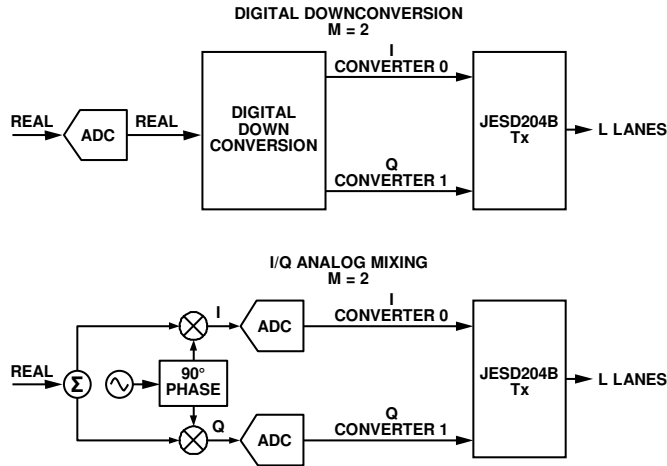 DIGITAL DOWNCONVERSION
M = 2
I
CONVERTER 0
REAL
ADC
REAL
DIGITAL
DOWN
CONVERSION
JESD204B
Tx
L LANES
Q
CONVERTER 1
I/Q ANALOG MIXING
M = 2
I
ADC
I
CONVERTER 0
REAL
Σ
90°
PHASE
JESD204B
Tx
L LANES
Q
ADC
Q
CONVERTER 1